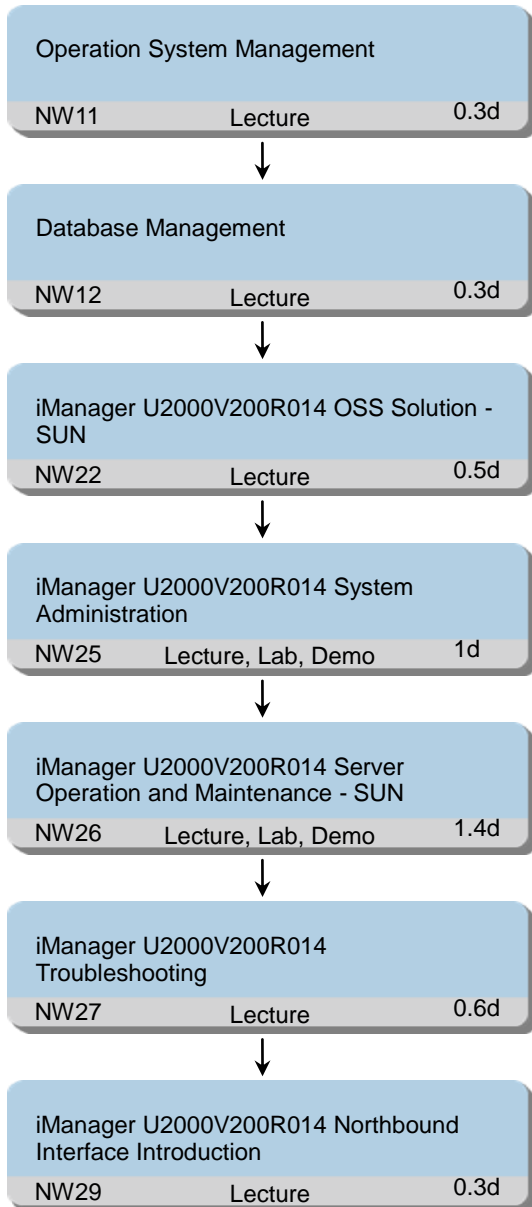 Operation System Management
NW11 Lecture 0.3d
Database Management
NW12 Lecture 0.3d
iManager U2000V200R014 OSS Solution -
SUN
NW22 Lecture 0.5d
iManager U2000V200R014 System
Administration
NW25 Lecture, Lab, Demo 1d
iManager U2000V200R014 Server
Operation and Maintenance - SUN
NW26 Lecture, Lab, Demo 1.4d
iManager U2000V200R014
Troubleshooting
NW27 Lecture 0.6d
iManager U2000V200R014 Northbound
Interface Introduction
NW29 Lecture 0.3d